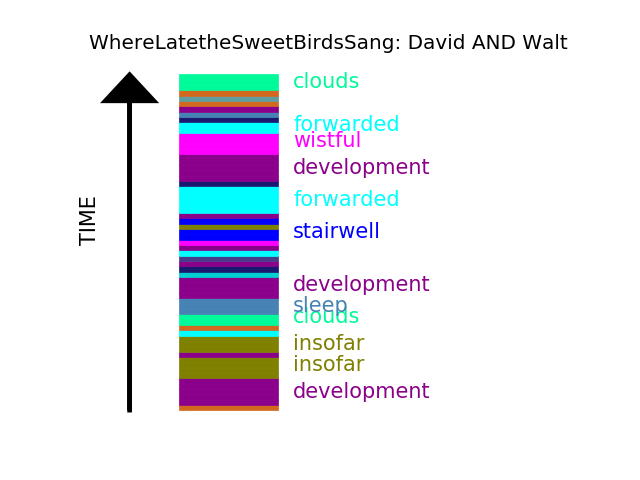 WhereLatetheSweetBirdsSang: David AND Walt
clouds
forwarded
wistful
development
forwarded
stairwell
development
sleep
clouds
insofar
insofar
development
TIME